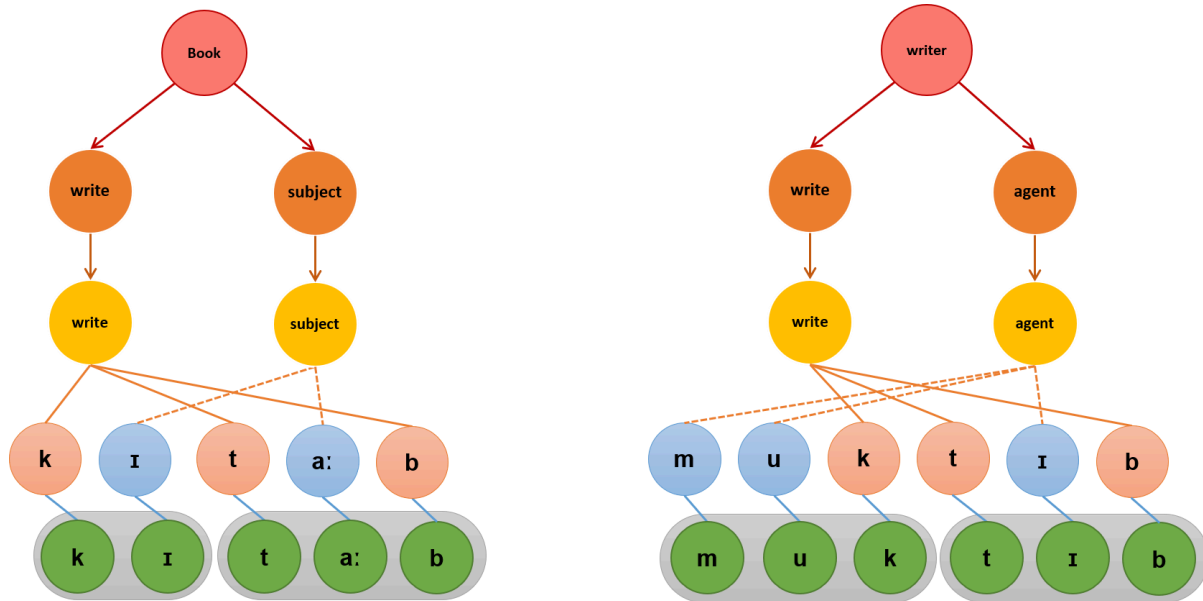 Book
writer
write subject
write agent
write subject
write agent
k ɪ t aː b
m u k t ɪ b
k ɪ t aː b
m u k t ɪ b